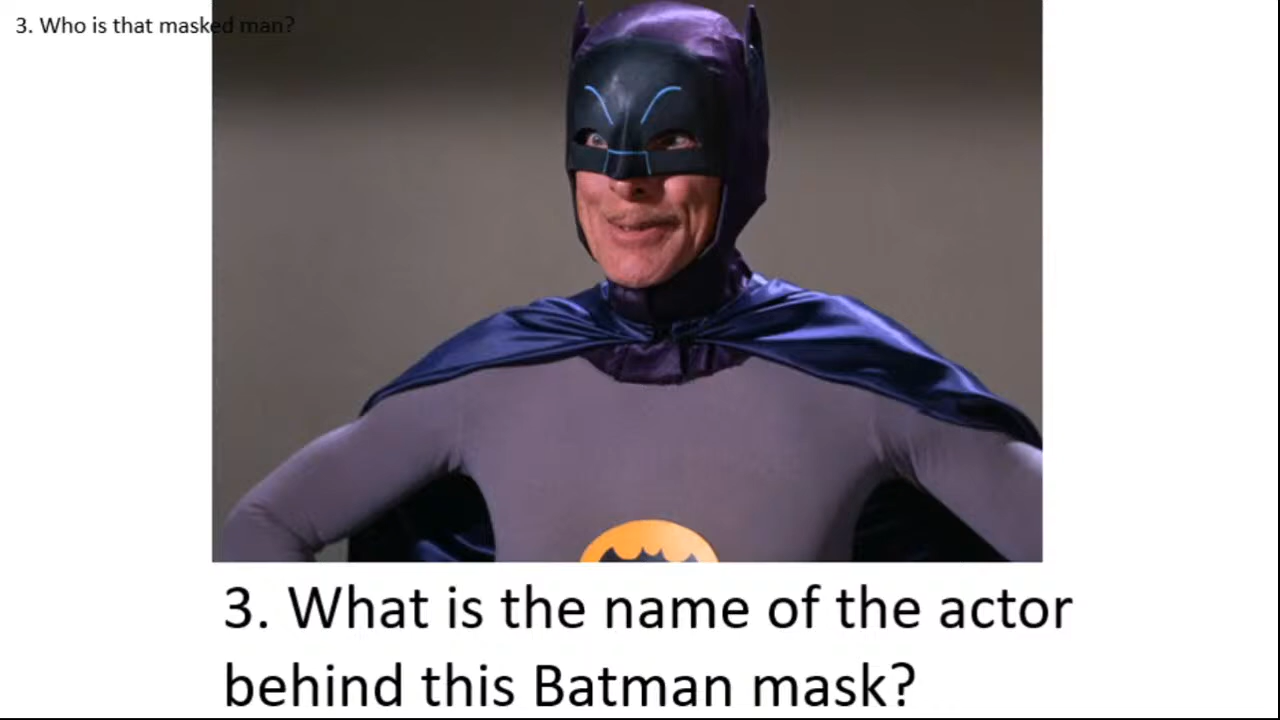 3. Who is that masked man?
3. What is the name of the actor
behind this Batman mask?